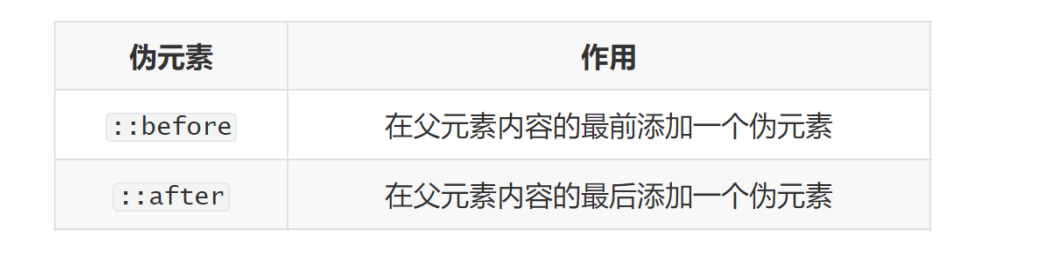 伪元素 作用
::before 在父元素内容的最前添加一个伪元素
::after 在父元素内容的最后添加一个伪元素